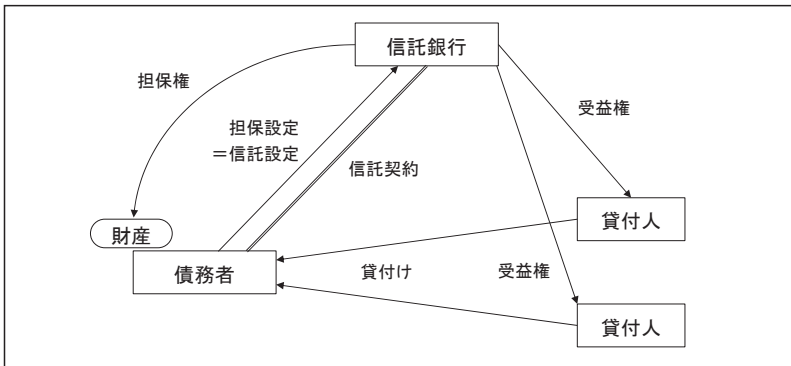 信託銀行
担保権
受益権
担保設定
=信託設定
信託契約
貸付人
財産
債務者
貸付け
受益権
貸付人